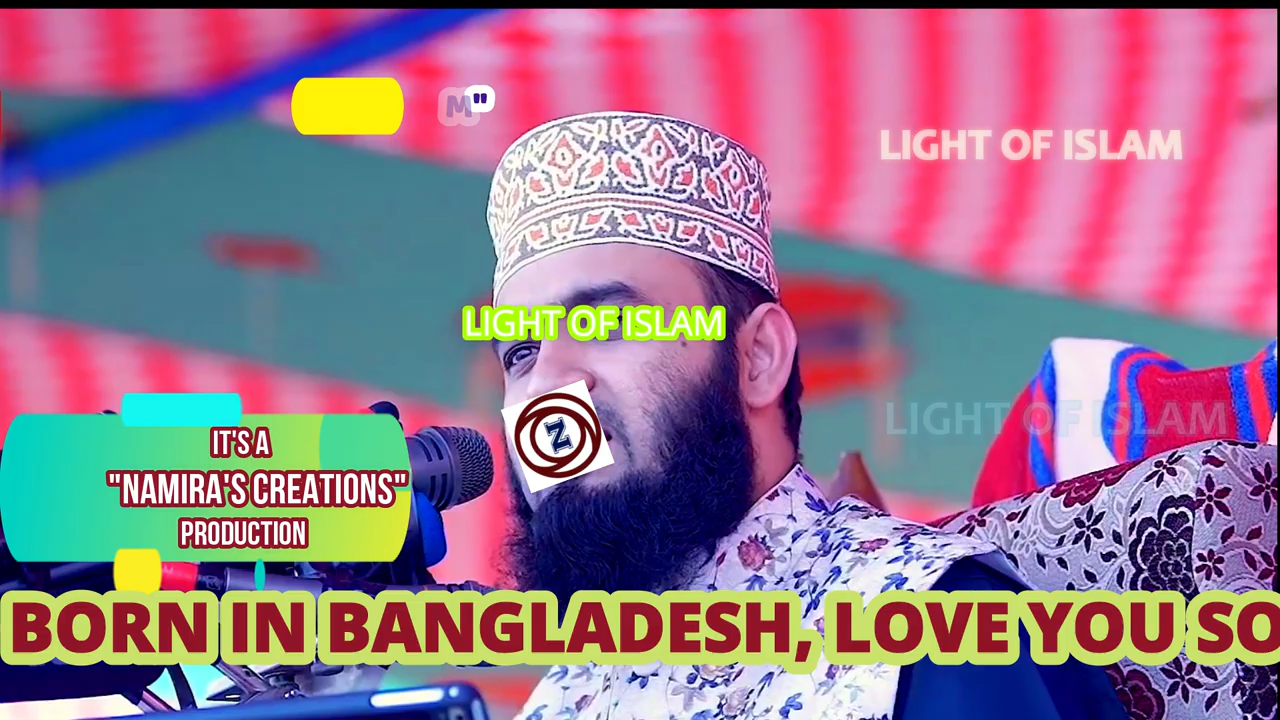 M"
LIGHT OF ISLAM
LIGHT OF ISLAM
LIGHT OF ISLAM
IT'S A
"NAMIRA'S CREATIONS"
PRODUCTION
Z
BORN IN BANGLADESH, LOVE YOU SO